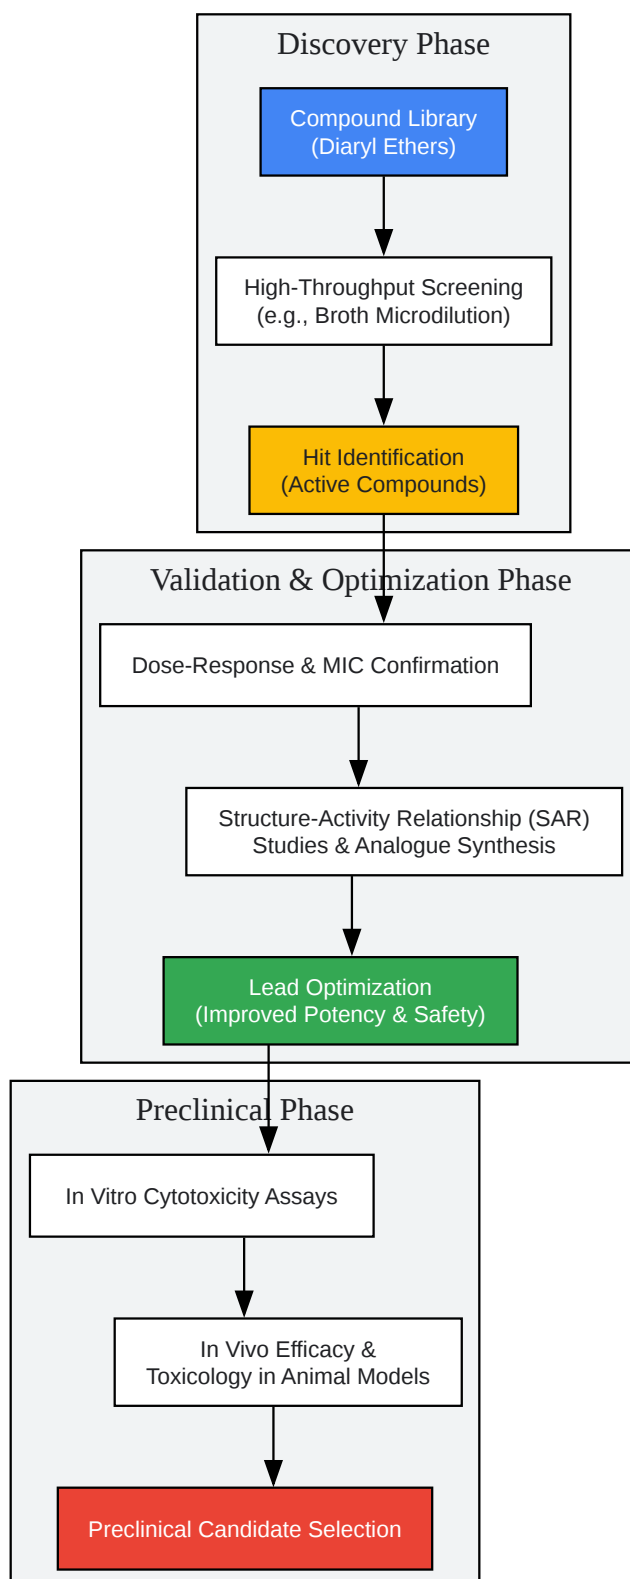 Discovery Phase
Compound Library
(Diaryl Ethers)
High-Throughput Screening
(e.g., Broth Microdilution)
Hit Identification
(Active Compounds)
Validation & Optimization Phase
Dose-Response & MIC Confirmation
Structure-Activity Relationship (SAR)
Studies & Analogue Synthesis
Lead Optimization
(Improved Potency & Safety)
Preclinical Phase
In Vitro Cytotoxicity Assays
In Vivo Efficacy &
Toxicology in Animal Models
Preclinical Candidate Selection